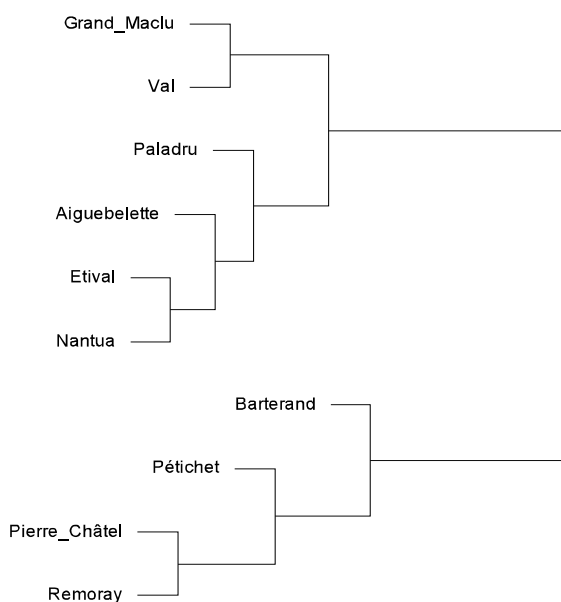 Grand_Maclu
Val
Paladru
Aiguebelette
Etival
Nantua
Barterand
Pétichet
Pierre_Châtel
Remoray